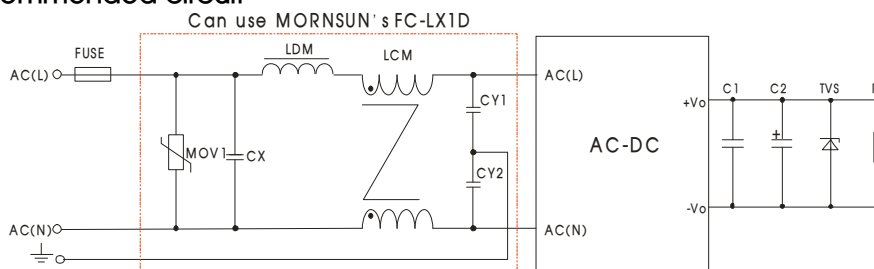 Can use MORNSUN's FC-LX1D
FUSE
LDM
LCM
AC(L)
AC(L)
+Vo
C1
C2
TVS
CY1
MOV1
CX
AC-DC
+
CY2
-Vo
AC(N)
AC(N)